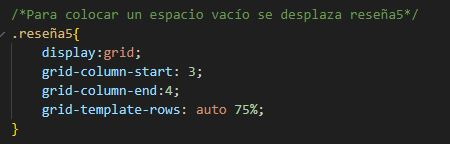 /*Para colocar un espacio vacío se desplaza reseña5*/
.reseña5{
display:grid;
grid-column-start: 3;
grid-column-end:4;
grid-template-rows: auto 75%;
}